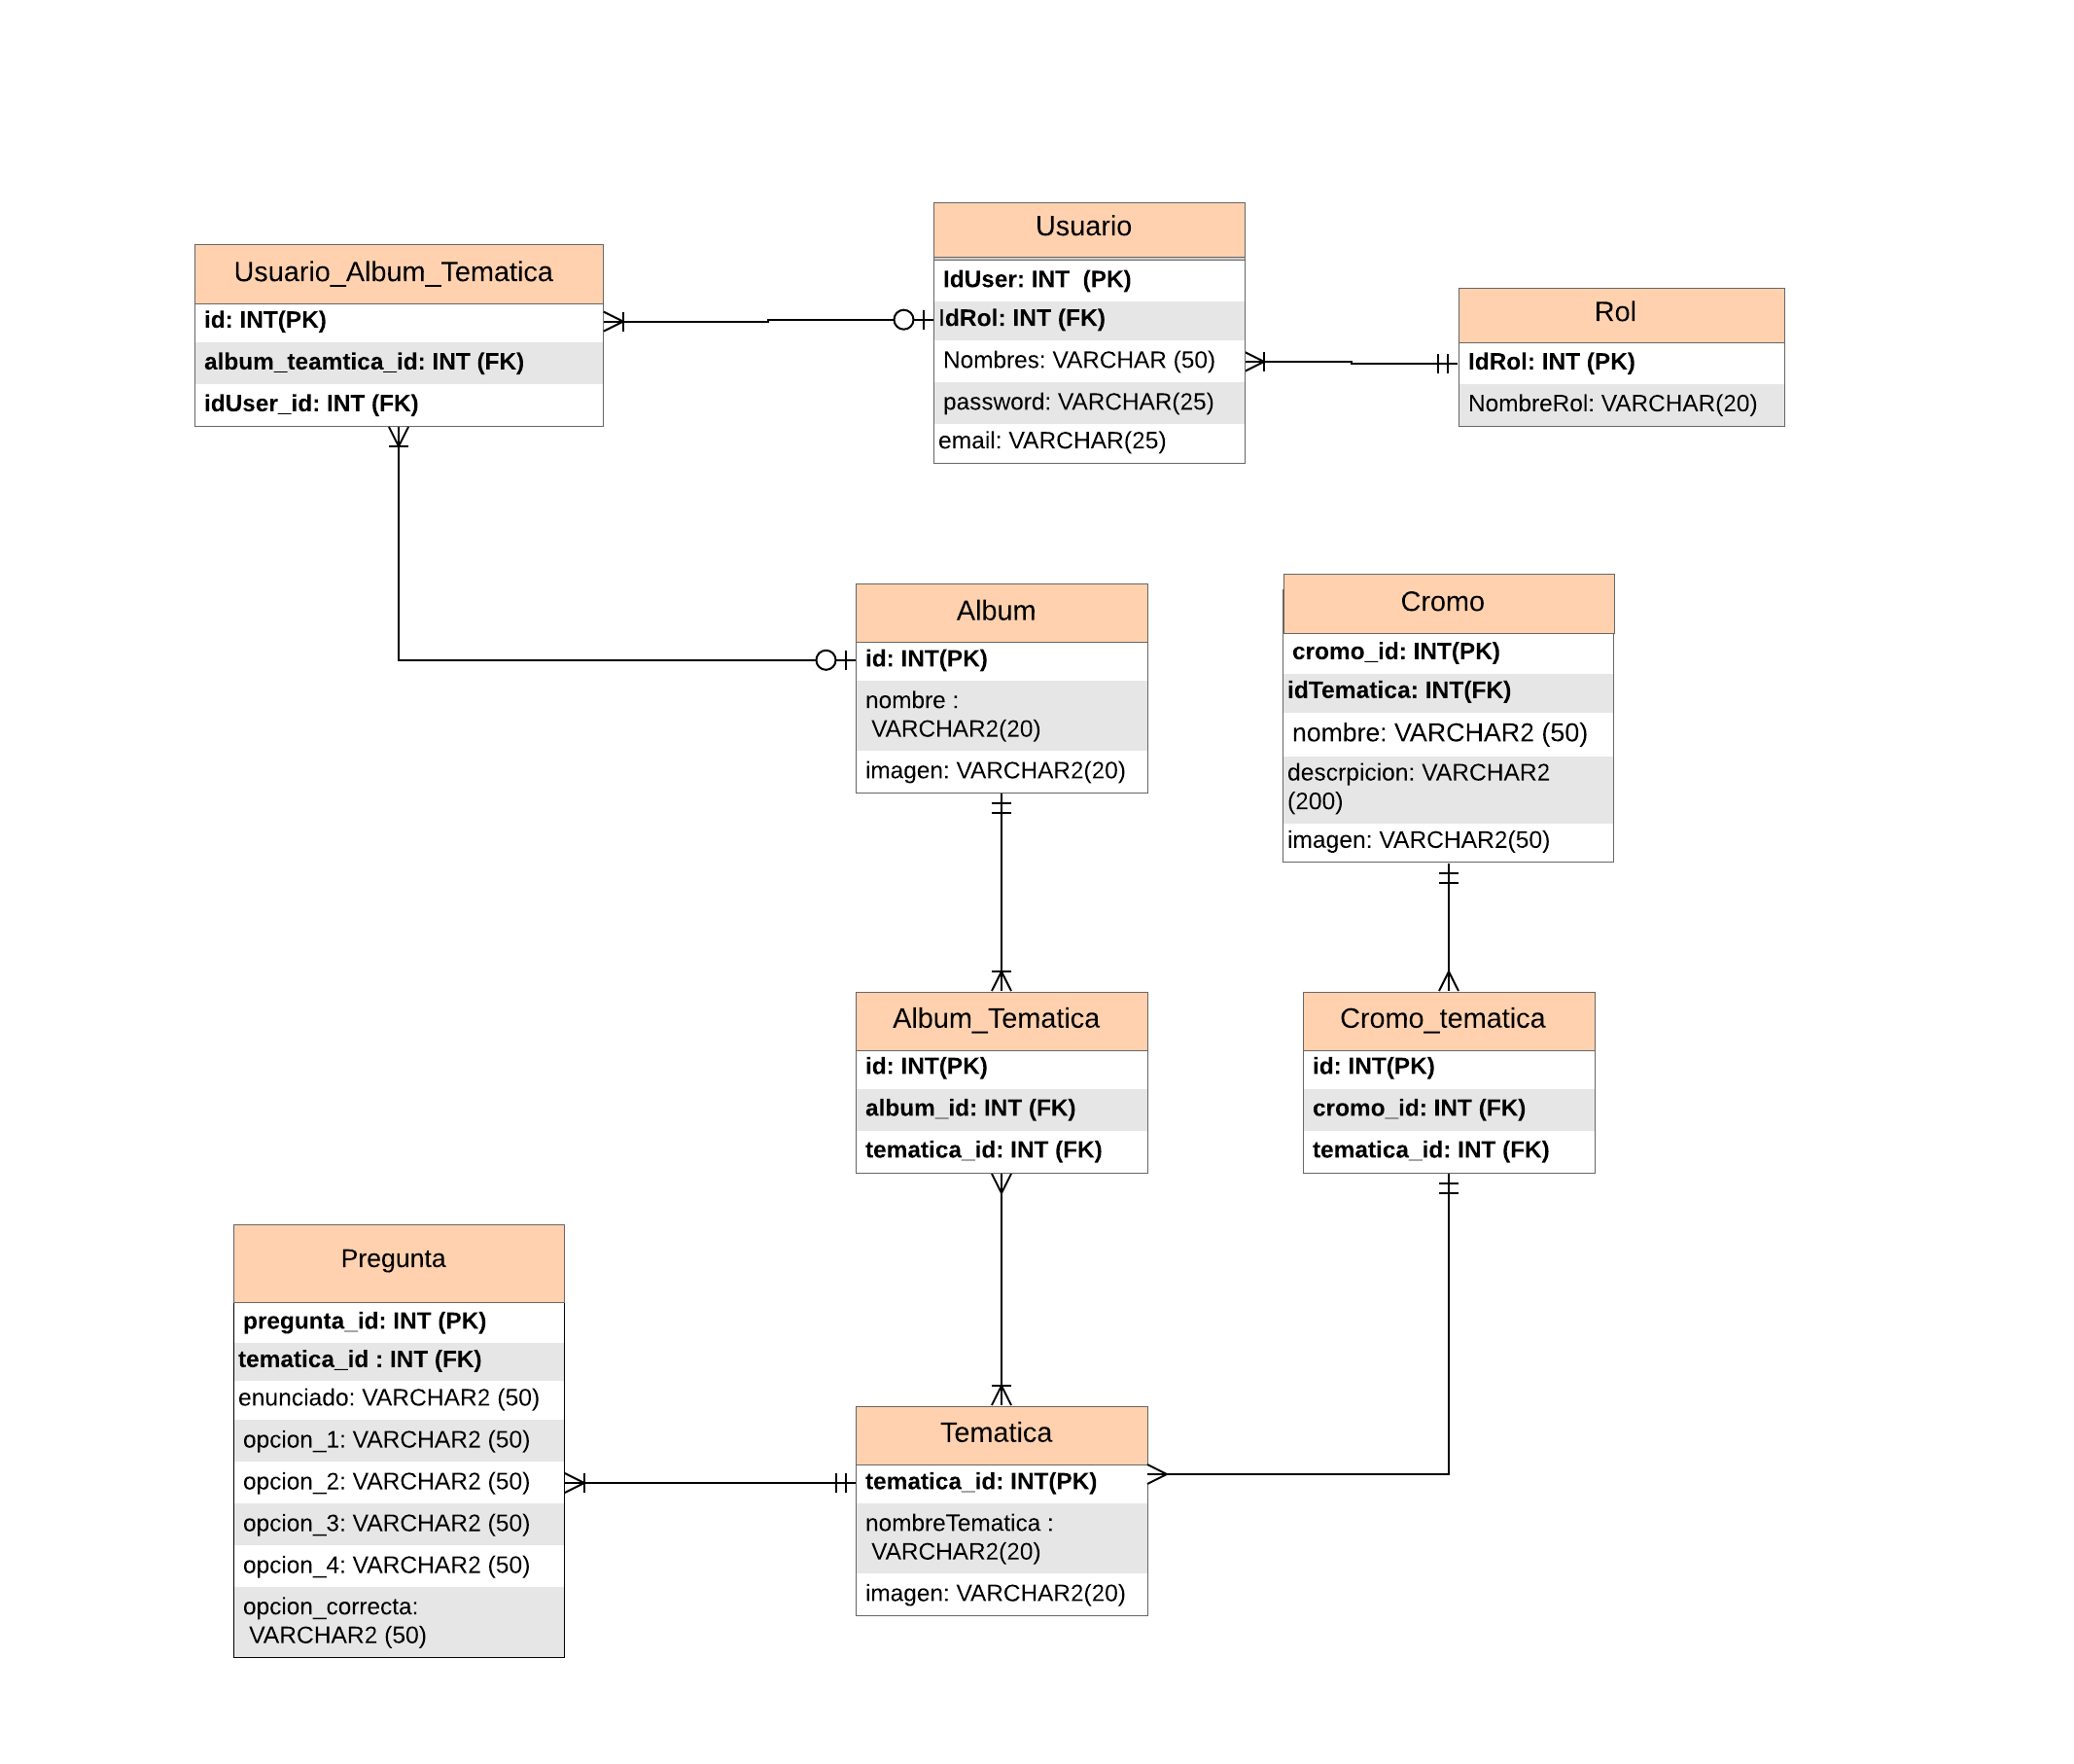 Usuario_Album_Tematica
id: INT(PK)
album_teamtica_id: INT (FK)
idUser_id: INT (FK)
Usuario
IdUser: INT  (PK)
IdRol: INT (FK)
Nombres: VARCHAR (50)
password: VARCHAR(25)
email: VARCHAR(25)
Rol
IdRol: INT (PK)
NombreRol: VARCHAR(20)
Album
id: INT(PK)
nombre :
VARCHAR2(20)
imagen: VARCHAR2(20)
Cromo
cromo_id: INT(PK)
idTematica: INT(FK)
nombre: VARCHAR2 (50)
descrpicion: VARCHAR2
(200)
imagen: VARCHAR2(50)
Album_Tematica
id: INT(PK)
album_id: INT (FK)
tematica_id: INT (FK)
Cromo_tematica
id: INT(PK)
cromo_id: INT (FK)
tematica_id: INT (FK)
Pregunta
pregunta_id: INT (PK)
tematica_id : INT (FK)
enunciado: VARCHAR2 (50)
opcion_1: VARCHAR2 (50)
opcion_2: VARCHAR2 (50)
opcion_3: VARCHAR2 (50)
opcion_4: VARCHAR2 (50)
opcion_correcta:
VARCHAR2 (50)
Tematica
tematica_id: INT(PK)
nombreTematica :
VARCHAR2(20)
imagen: VARCHAR2(20)